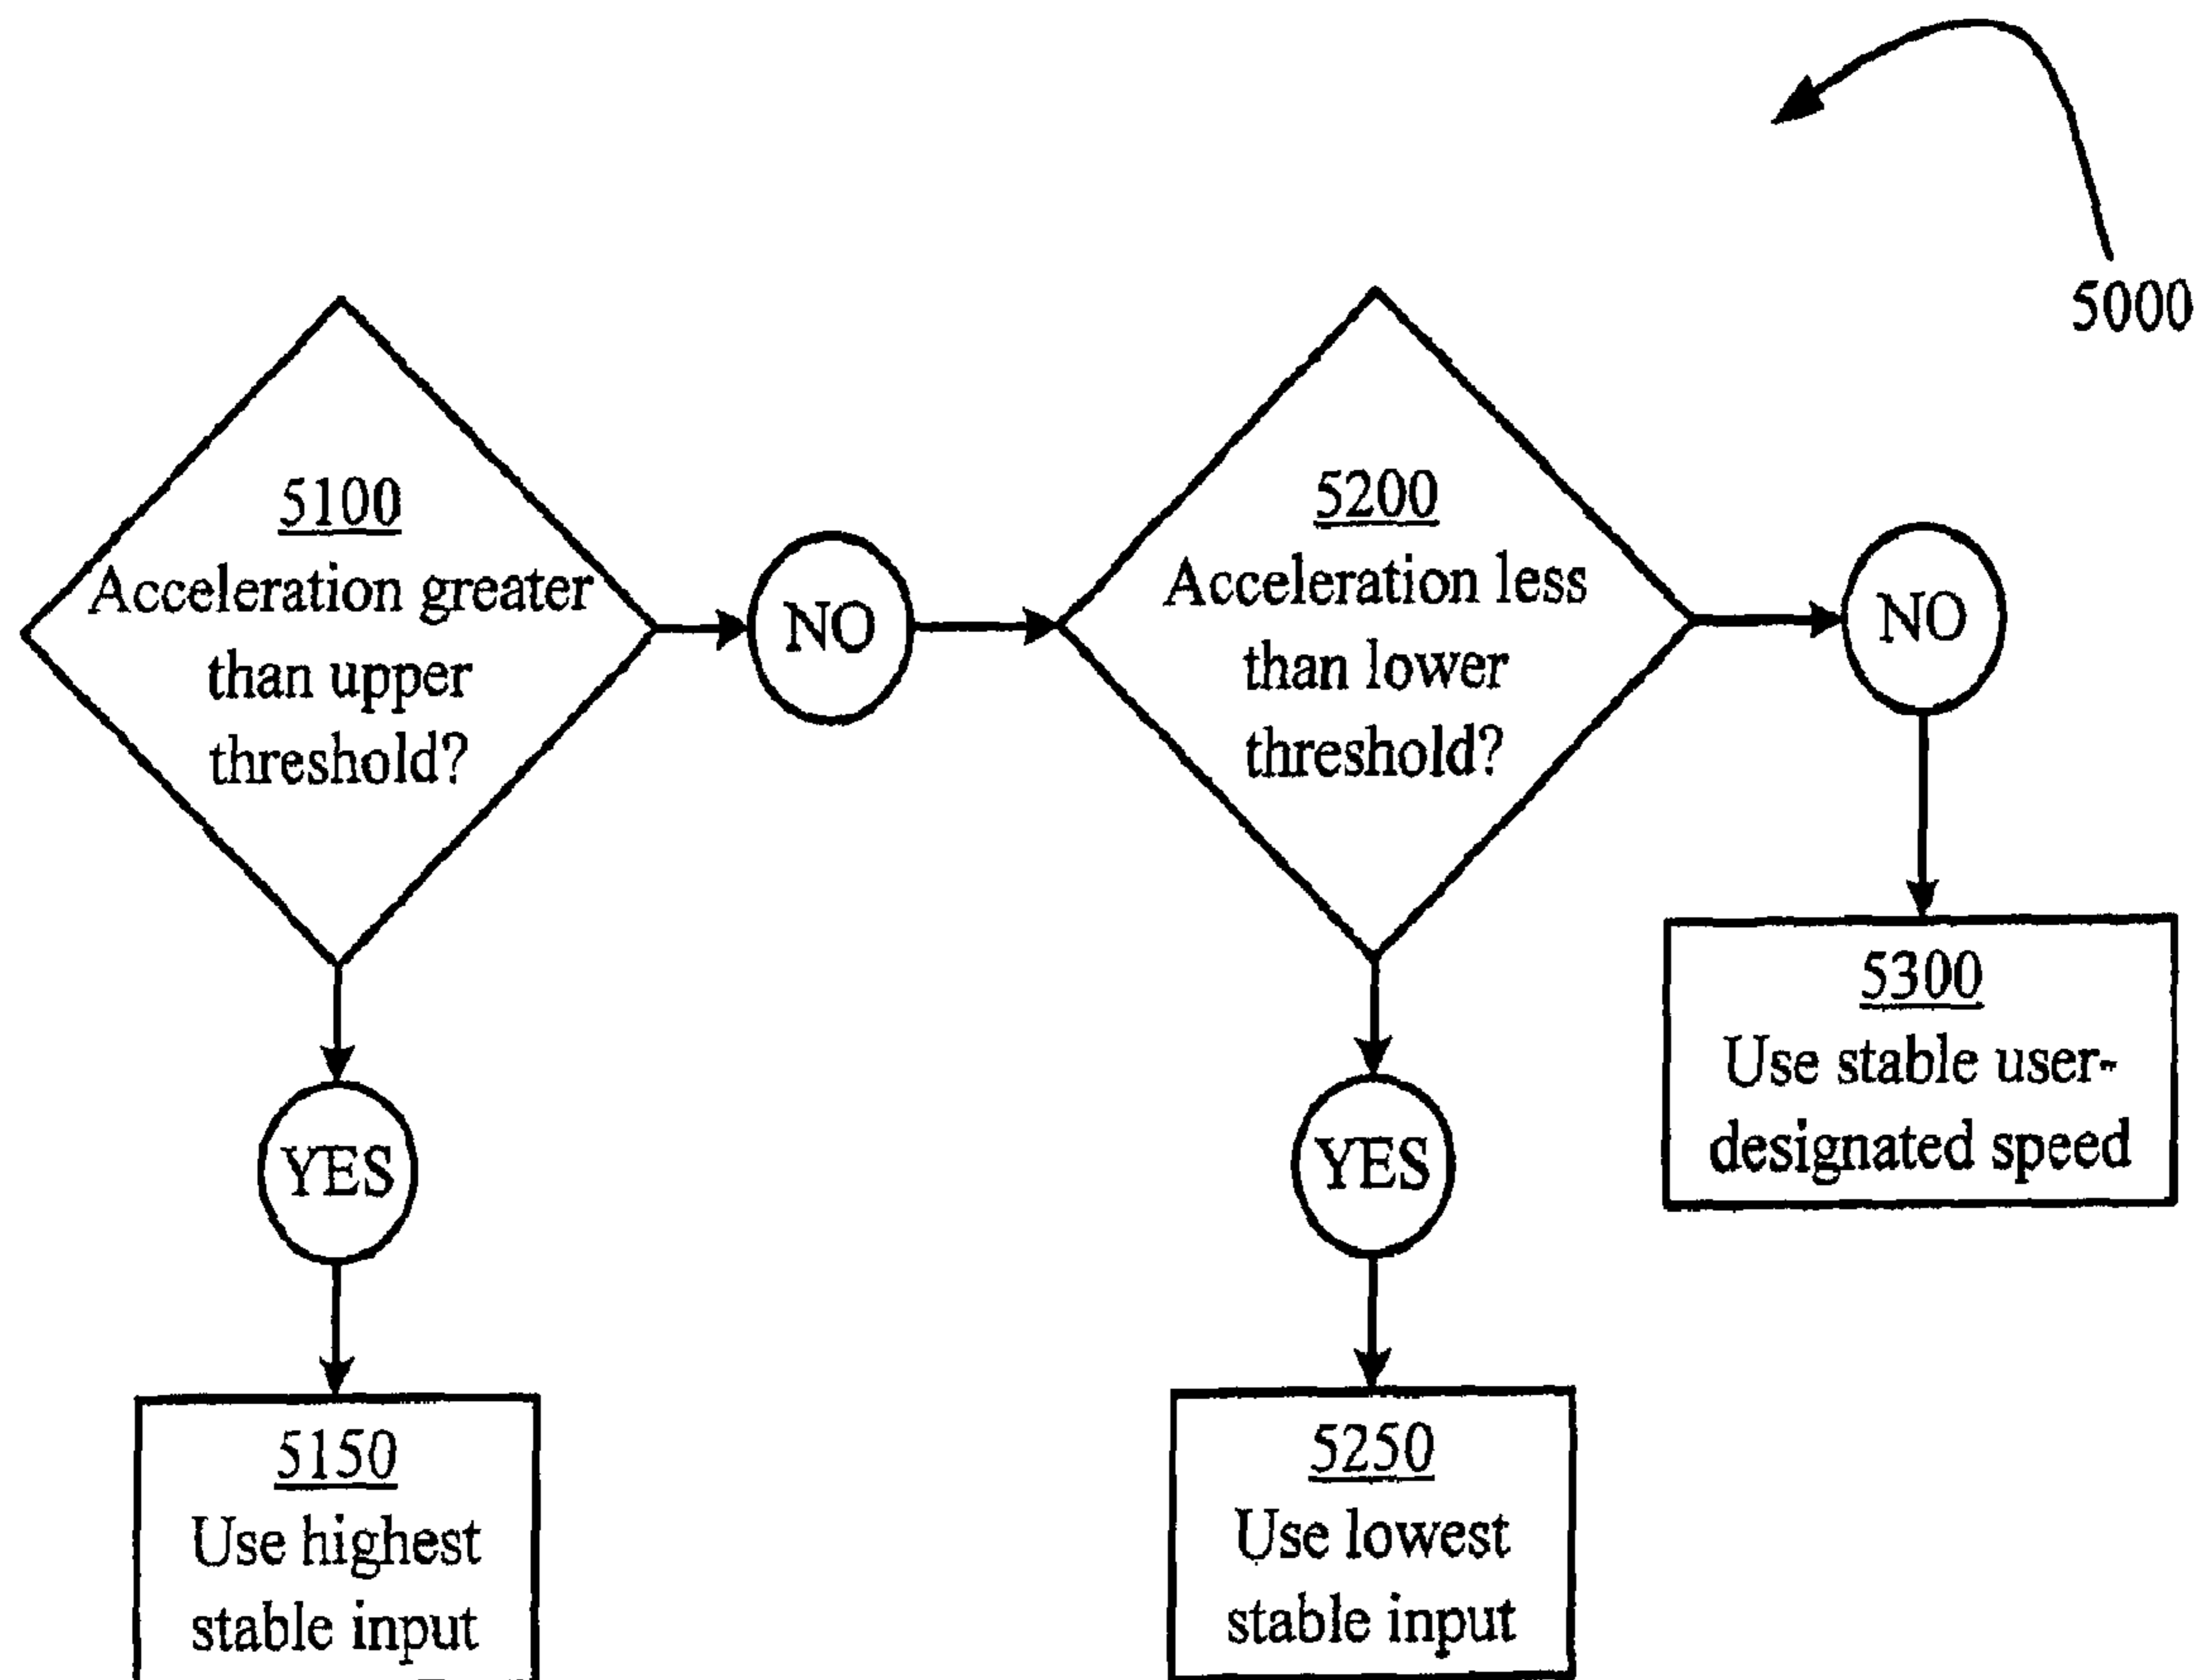 5000
5100
Acceleration greater
than upper
threshold?
NO
5200
Acceleration less
than lower
threshold?
NO
5300
Use stable user-
designated speed
YES
YES
5150
Use highest
stable input
5250
Use lowest
stable input